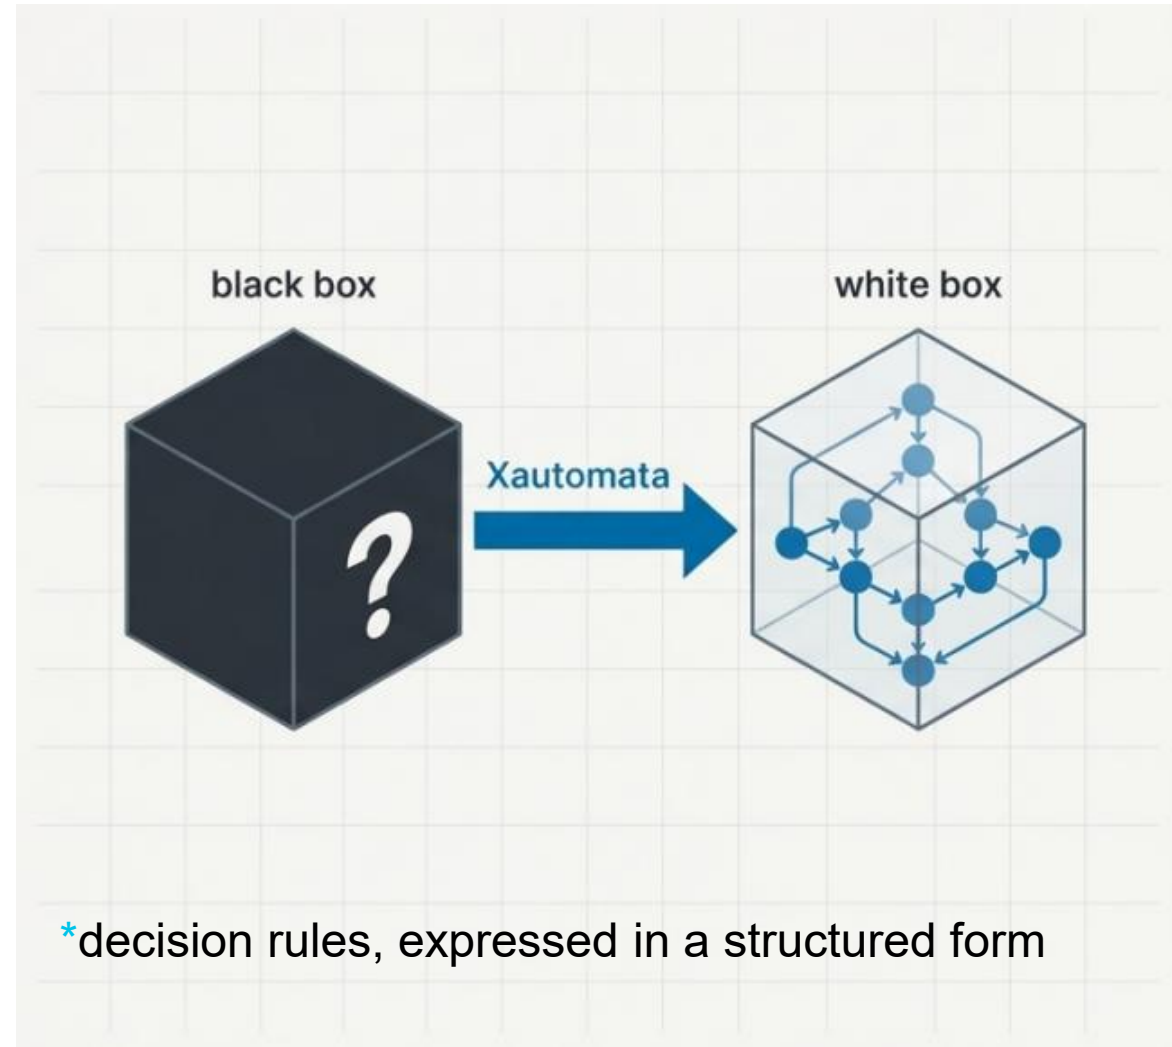 black box
white box
Xautomata
?
*decision rules, expressed in a structured form